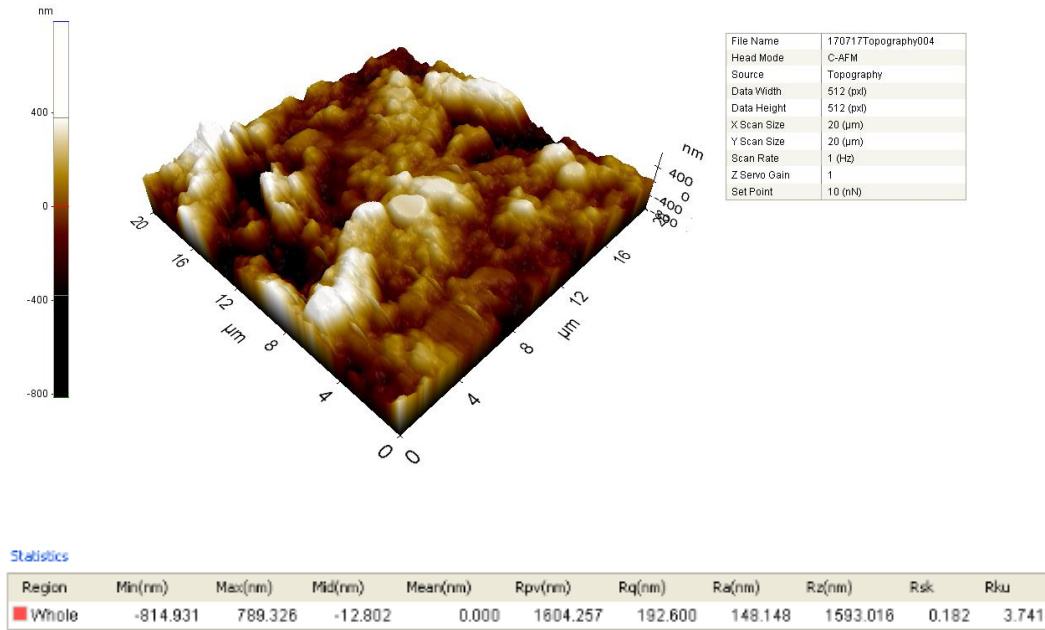 nm
400
0
-400
-800
File Name 170717Topography004
Head Mode C-AFM
Source Topography
Data Width 512 (pxl)
Data Height 512 (pxl)
X Scan Size 20 (µm)
Y Scan Size 20 (µm)
Scan Rate 1 (Hz)
Z Servo Gain 1
Set Point 10 (nN)
nm
400
0
-400
-800
20
20
16
16
12
12
µm
µm
8
8
4
4
0
0
Statistics
Region Min(nm) Max(nm) Mid(nm) Mean(nm) Rpv(nm) Rq(nm) Ra(nm) Rz(nm) Rsk Rku
Whole -814.931 789.326 -12.802 0.000 1604.257 192.600 148.148 1593.016 0.182 3.741